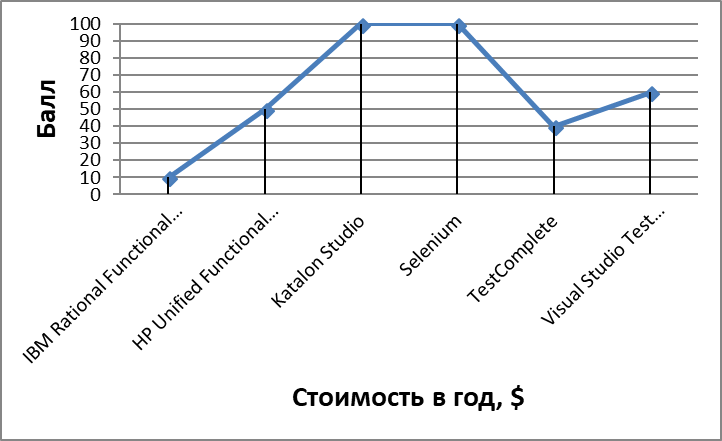 Балл
100
90
80
70
60
50
40
30
20
10
0
IBM Rational Functional...
HP Unified Functional...
Katalon Studio
Selenium
TestComplete
Visual Studio Test...
Стоимость в год, $